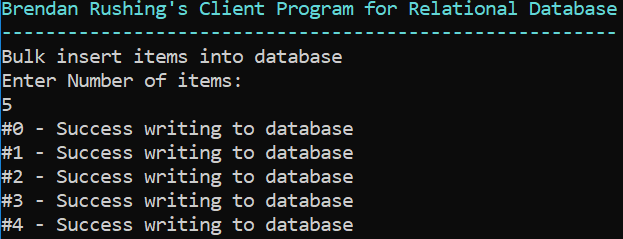 Brendan Rushing's Client Program for Relational Database
--------------------------------------------------------
Bulk insert items into database
Enter Number of items:
5
#0 - Success writing to database
#1 - Success writing to database
#2 - Success writing to database
#3 - Success writing to database
#4 - Success writing to database